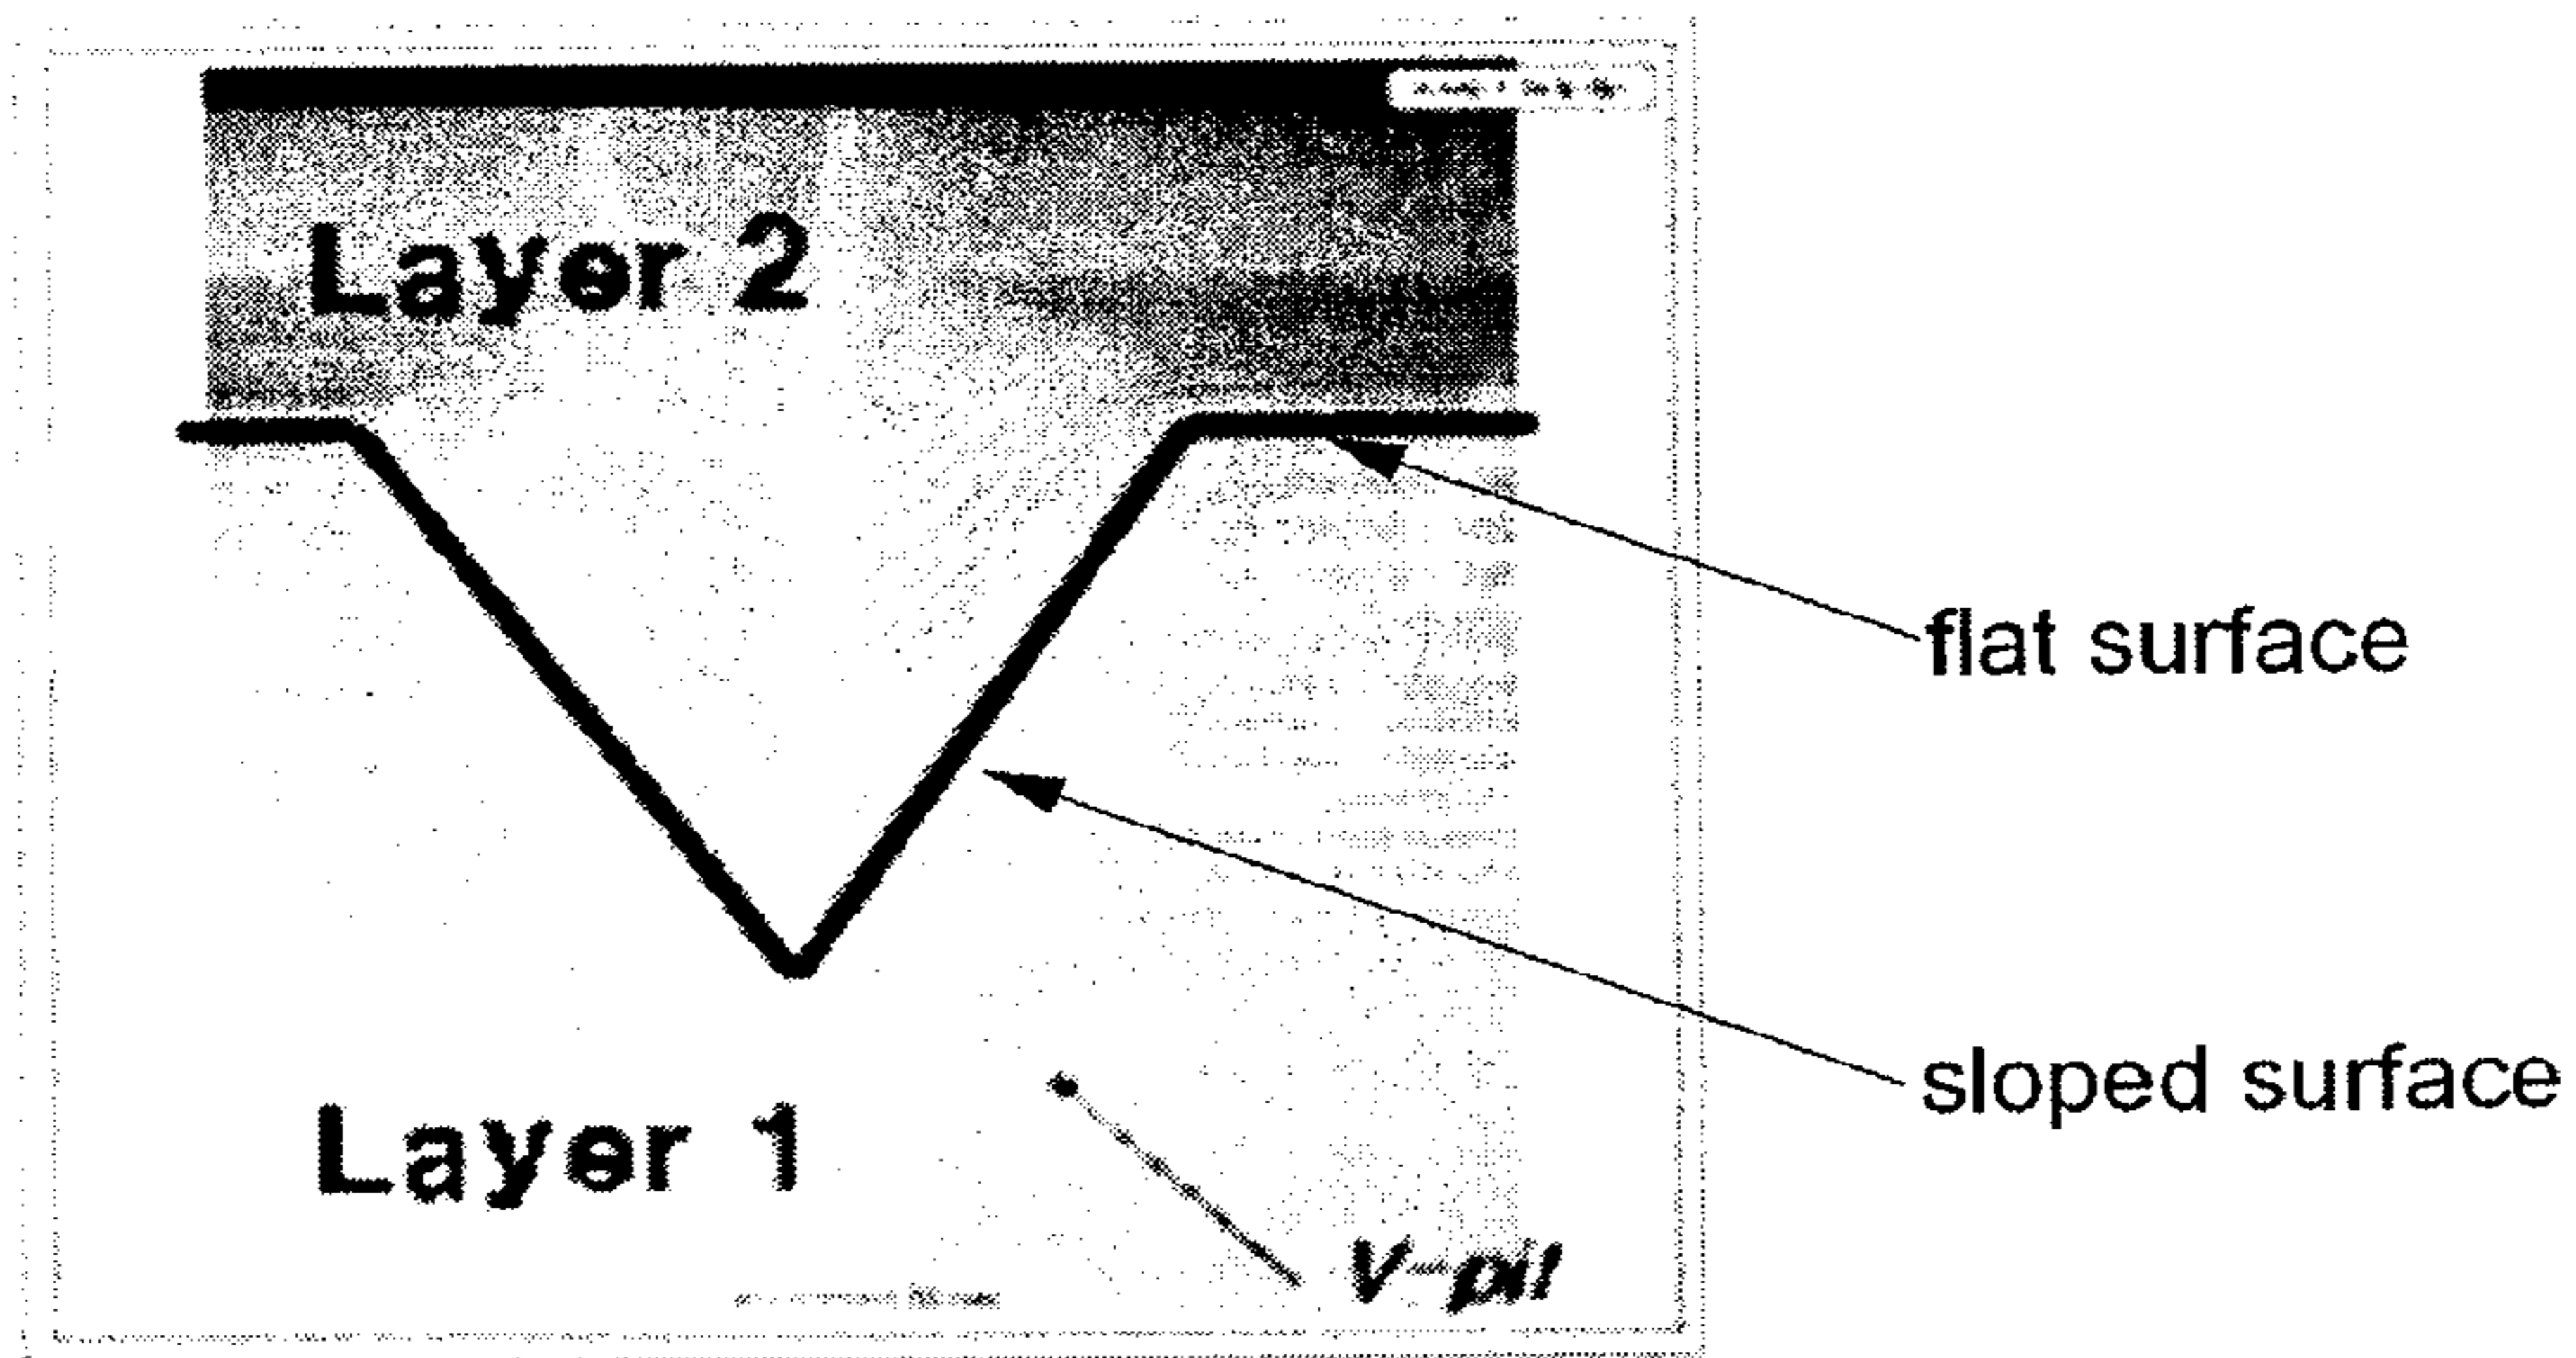 Layer 2
flat surface
sloped surface
Layer 1
V-pit